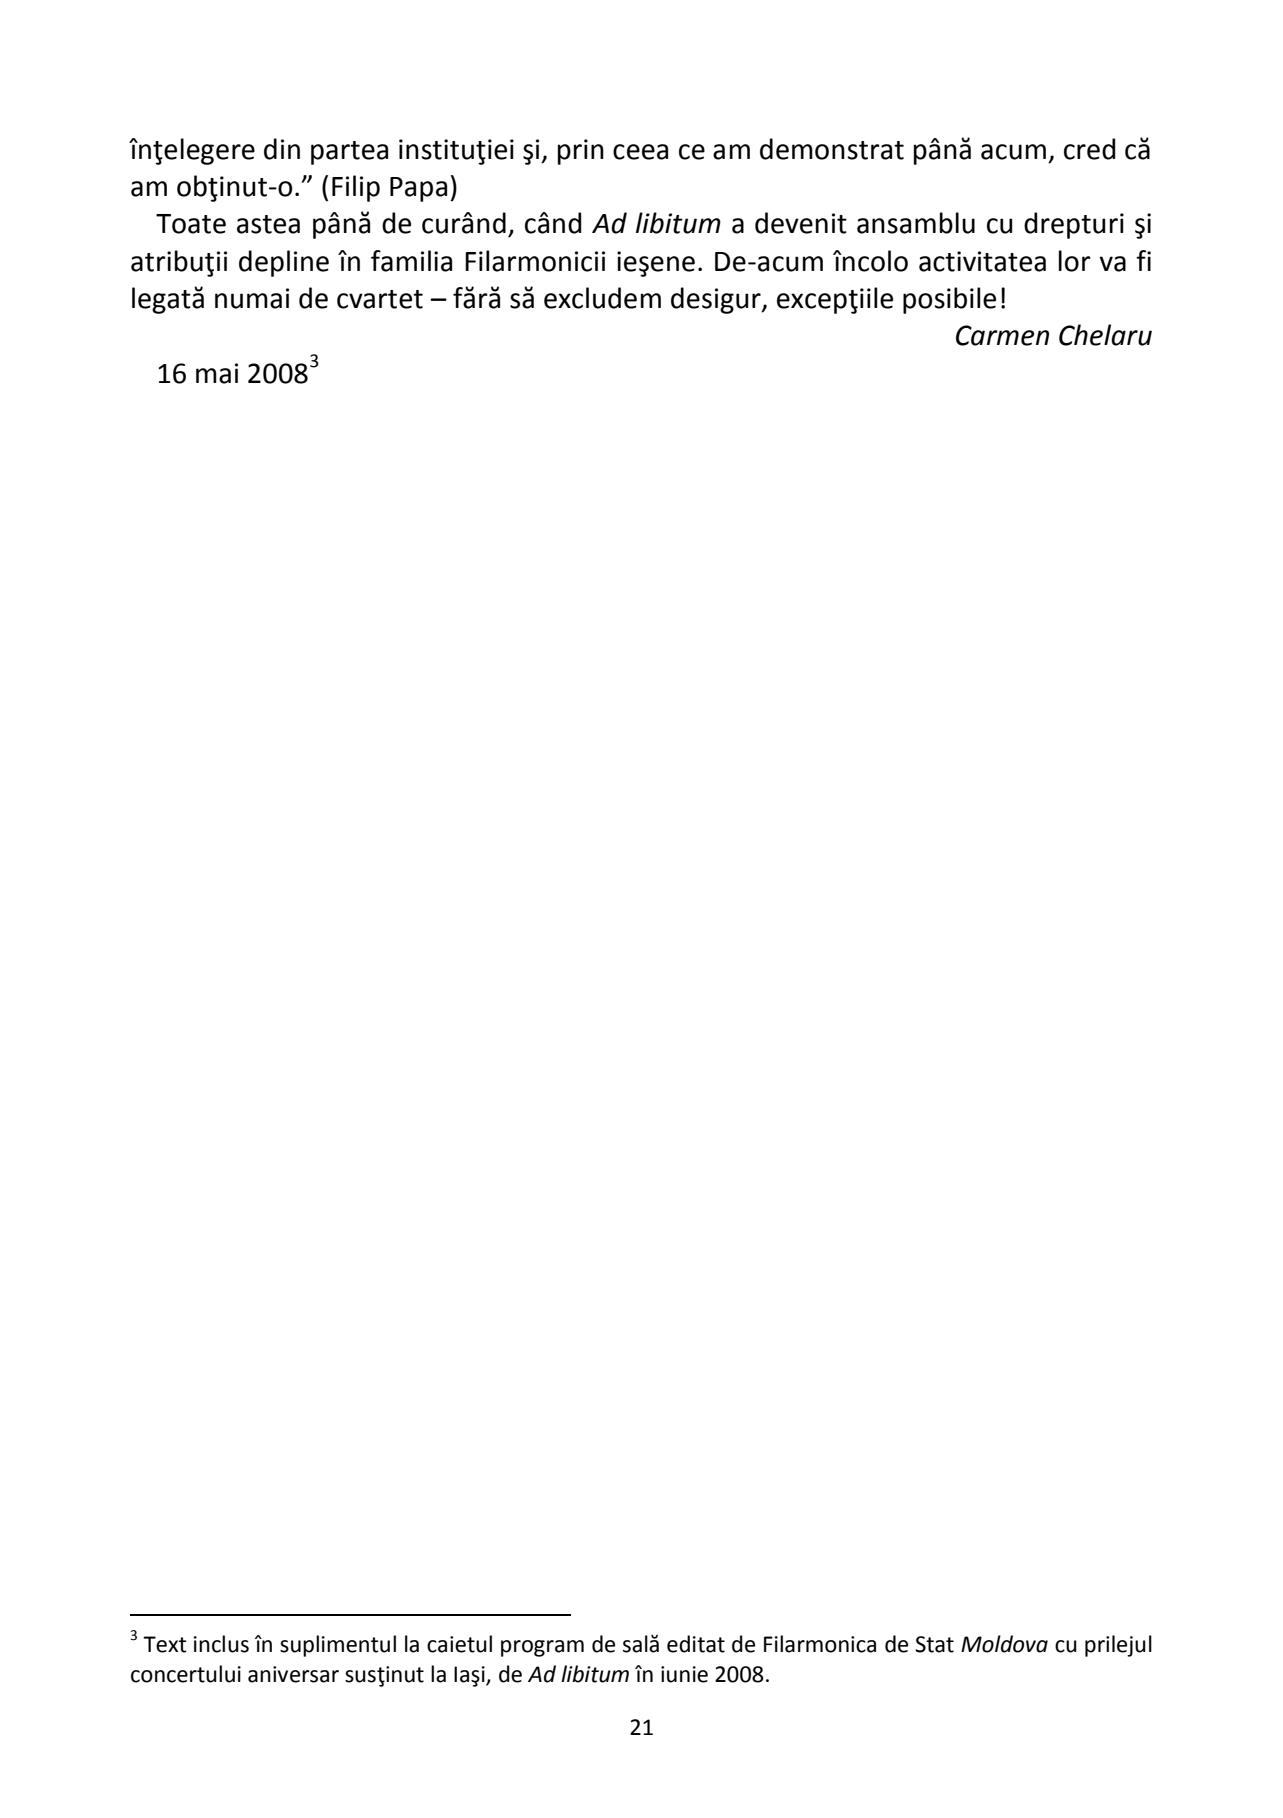 înţelegere din partea instituţiei şi, prin ceea ce am demonstrat până acum, cred că
am obţinut-o.” (Filip Papa)
Toate astea până de curând, când Ad libitum a devenit ansamblu cu drepturi şi
atribuţii depline în familia Filarmonicii ieşene. De-acum încolo activitatea lor va fi
legată numai de cvartet – fără să excludem desigur, excepţiile posibile!
Carmen Chelaru
16 mai 2008³
³ Text inclus în suplimentul la caietul program de sală editat de Filarmonica de Stat Moldova cu prilejul
concertului aniversar susţinut la Iaşi, de Ad libitum în iunie 2008.
21